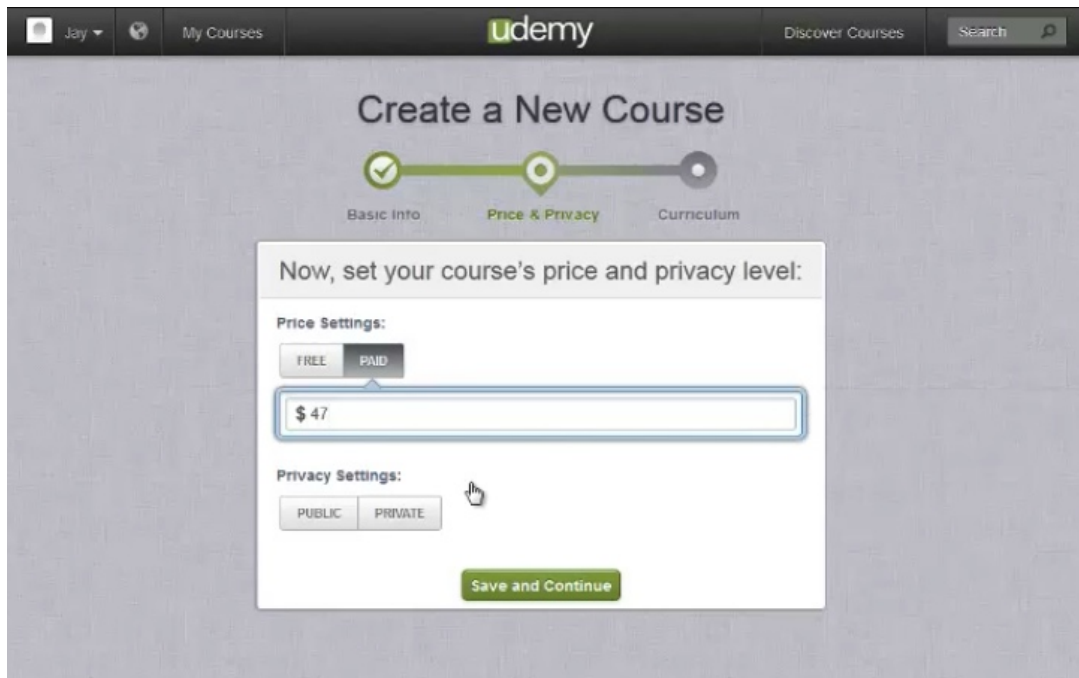 Jay My Courses udemy Discover Courses Search
Create a New Course
Basic Info Price & Privacy Curriculum
Now, set your course's price and privacy level:
Price Settings:
FREE PAID
$ 47
Privacy Settings:
PUBLIC PRIVATE
Save and Continue